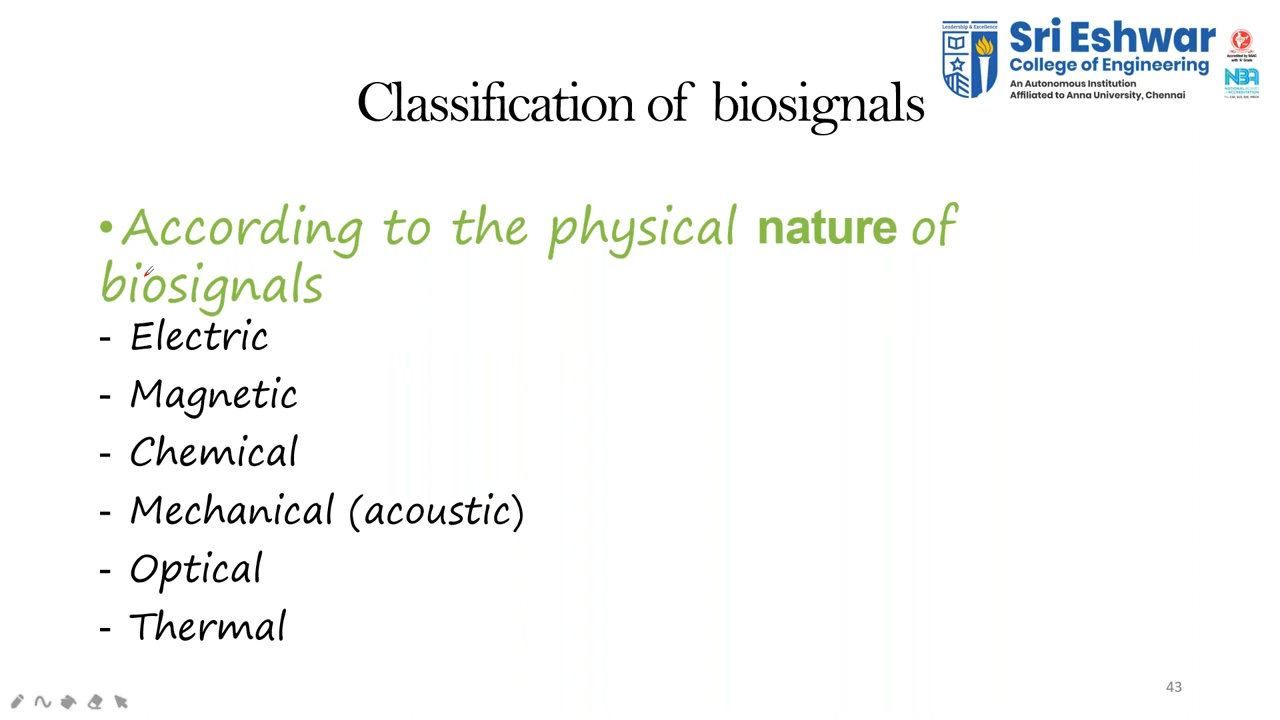 Leadership & Excellence
Sri Eshwar
College of Engineering
An Autonomous Institution
Affiliated to Anna University, Chennai
NBA
Classification of biosignals
• According to the physical nature of
biosignals
- Electric
- Magnetic
- Chemical
- Mechanical (acoustic)
- Optical
- Thermal
43